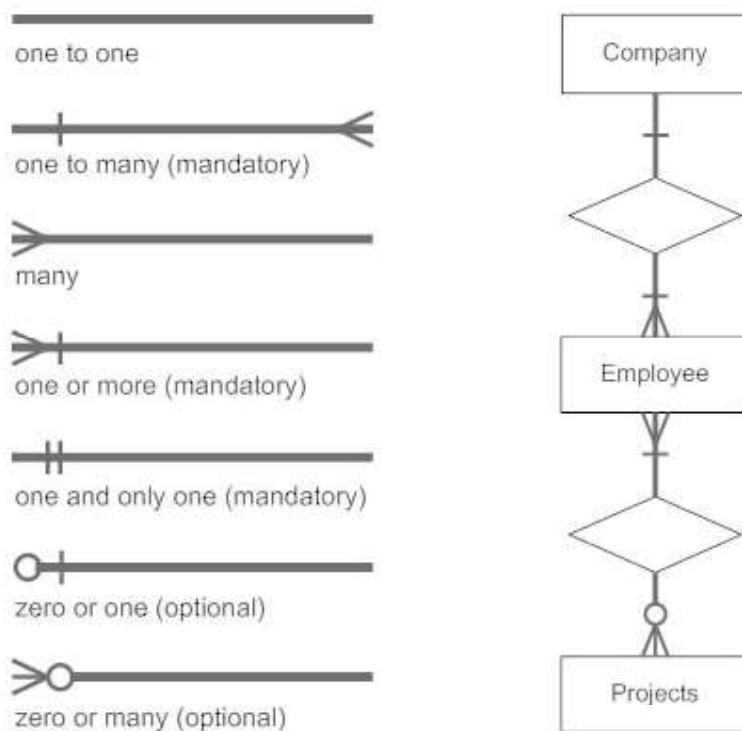 one to one
one to many (mandatory)
many
one or more (mandatory)
one and only one (mandatory)
zero or one (optional)
zero or many (optional)
Company
Employee
Projects